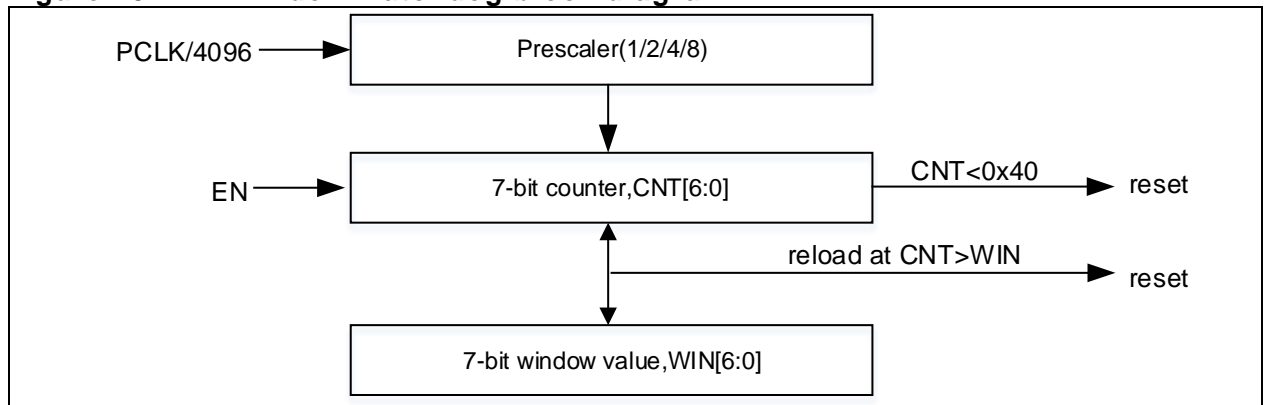 PCLK/4096
Prescaler(1/2/4/8)
EN
7-bit counter,CNT[6:0]
CNT<0x40
reset
reload at CNT>WIN
reset
7-bit window value,WIN[6:0]